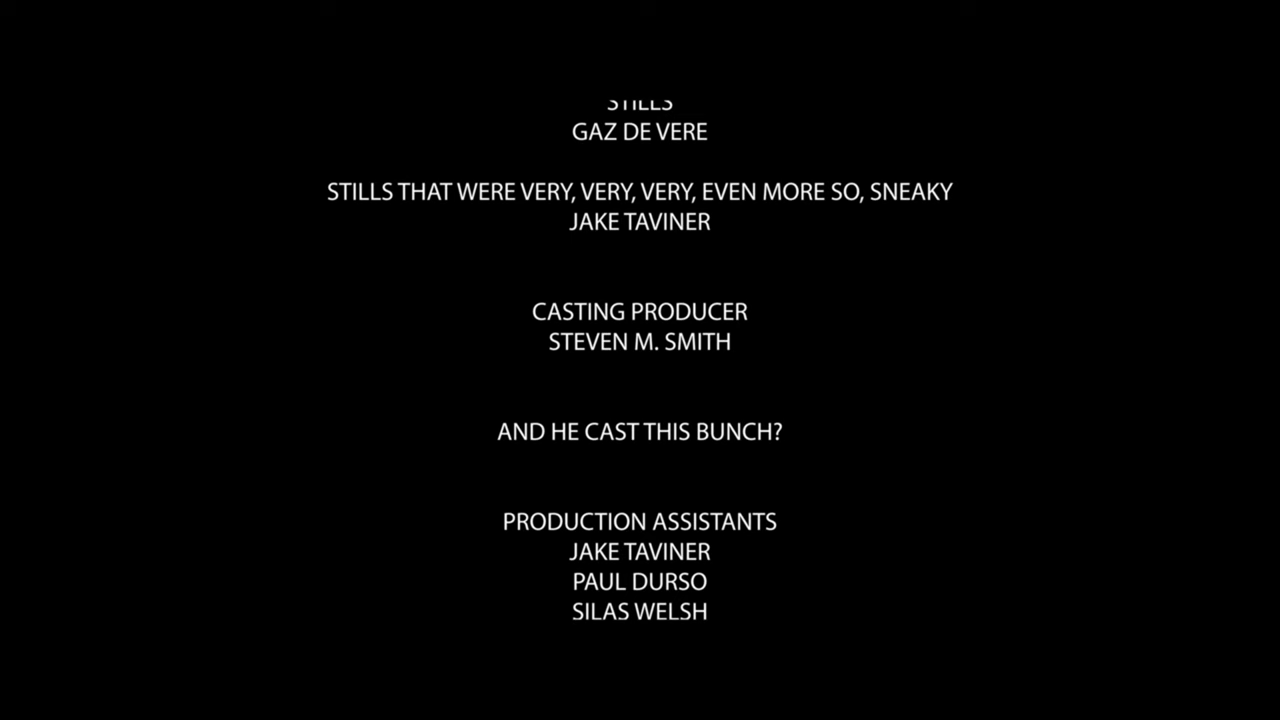 STILLS
GAZ DE VERE
STILLS THAT WERE VERY, VERY, VERY, EVEN MORE SO, SNEAKY
JAKE TAVINER
CASTING PRODUCER
STEVEN M. SMITH
AND HE CAST THIS BUNCH?
PRODUCTION ASSISTANTS
JAKE TAVINER
PAUL DURSO
SILAS WELSH